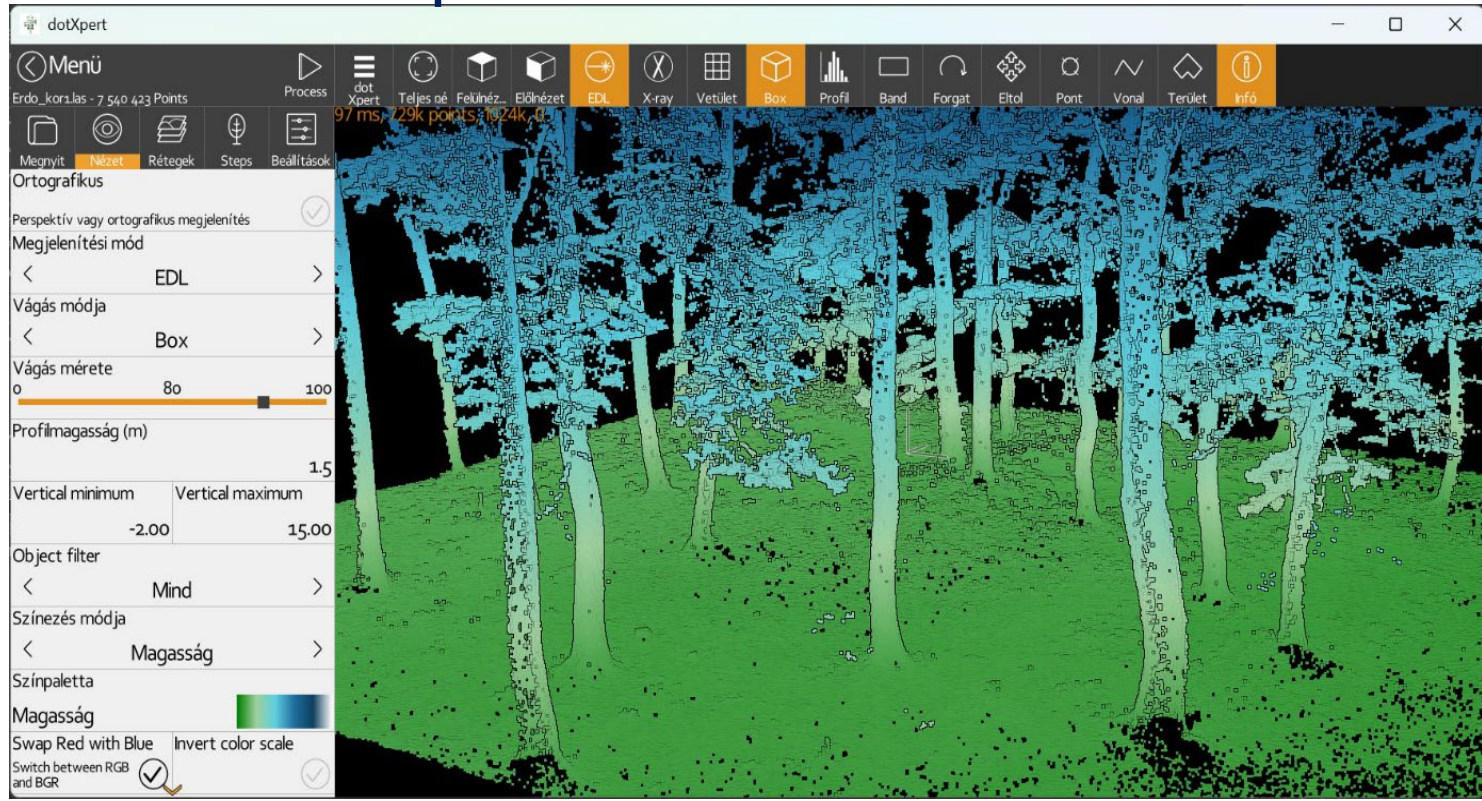 dotXpert
Menü
Process
Erdo_kor1.las - 7 540 423 Points
dot
Xpert
Teljes né
Felülnéz...
Előlnézet
EDL
X-ray
Vetület
Box
Profil
Band
Forgat
Eltol
Pont
Vonal
Terület
Infó
97 ms, 729k points, 1024k, 0
Megnyit
Nézet
Rétegek
Steps
Beállítások
Ortografikus
Perspektív vagy ortografikus megjelenítés
Megjelenítési mód
< EDL >
Vágás módja
< Box >
Vágás mérete
0 80 100
Profilmagasság (m)
1.5
Vertical minimum Vertical maximum
-2.00 15.00
Object filter
< Mind >
Színezés módja
< Magasság >
Színpaletta
Magasság
Swap Red with Blue Invert color scale
Switch between RGB
and BGR